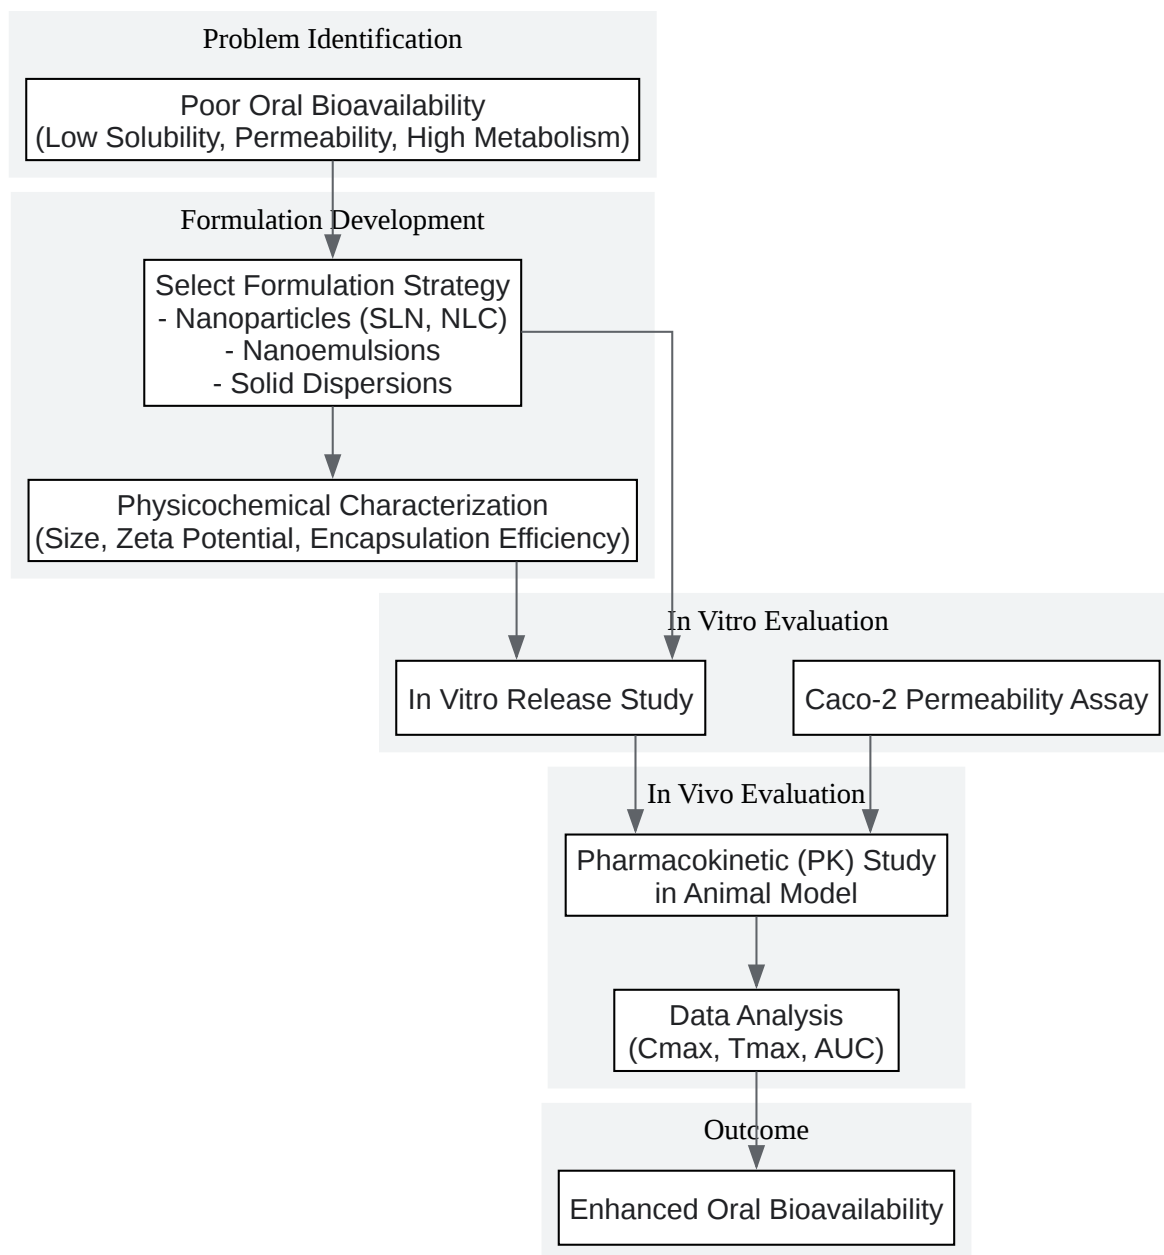 Problem Identification
Poor Oral Bioavailability
(Low Solubility, Permeability, High Metabolism)
Formulation Development
Select Formulation Strategy
- Nanoparticles (SLN, NLC)
- Nanoemulsions
- Solid Dispersions
Physicochemical Characterization
(Size, Zeta Potential, Encapsulation Efficiency)
In Vitro Evaluation
In Vitro Release Study
Caco-2 Permeability Assay
In Vivo Evaluation
Pharmacokinetic (PK) Study
in Animal Model
Data Analysis
(Cmax, Tmax, AUC)
Outcome
Enhanced Oral Bioavailability